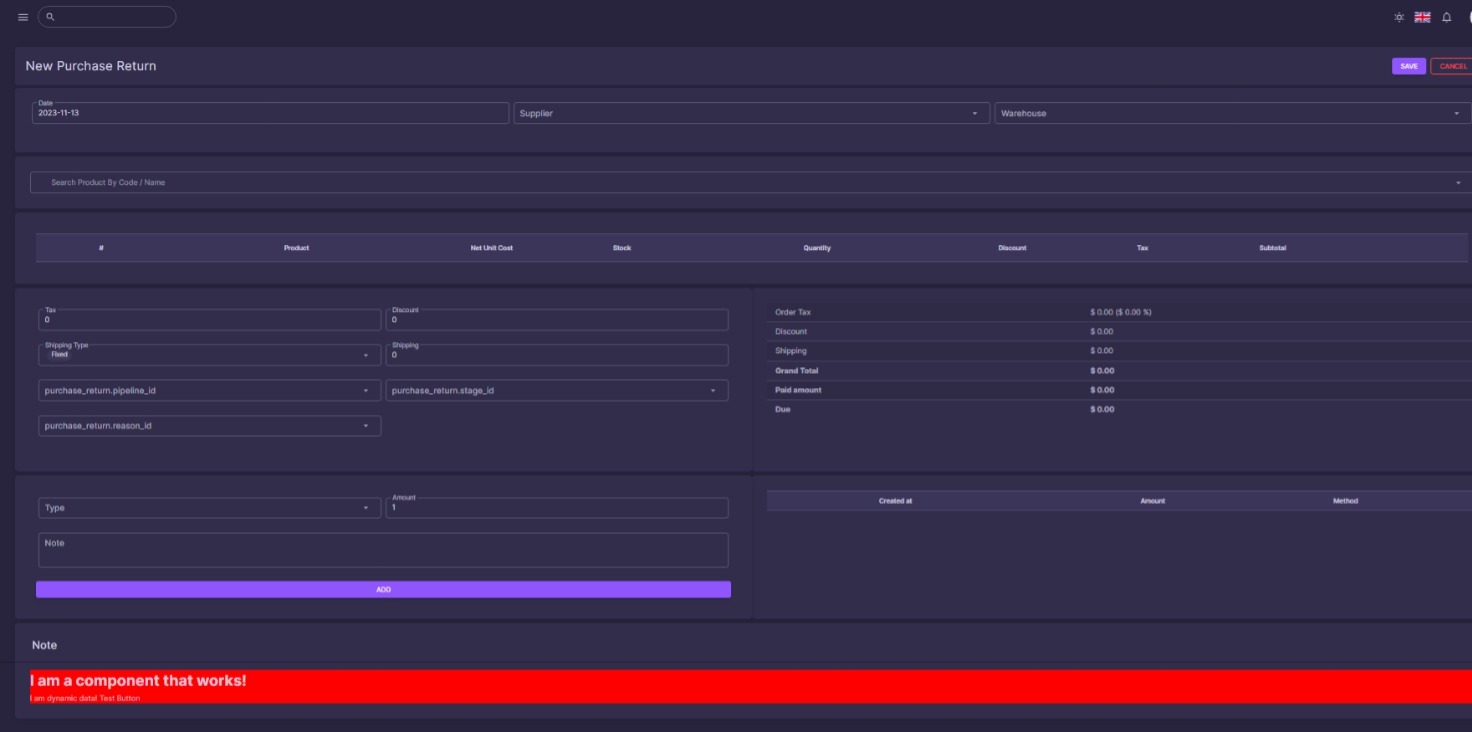 New Purchase Return
SAVE
CANCEL
Date
2023-11-13
Supplier
Warehouse
Search Product By Code / Name
# Product Net Unit Cost Stock Quantity Discount Tax Subtotal
Tax
0
Discount
0
Shipping Type
Fixed
Shipping
0
purchase_return.pipeline_id
purchase_return.stage_id
purchase_return.reason_id
Order Tax $ 0.00 ($ 0.00 %)
Discount $ 0.00
Shipping $ 0.00
Grand Total $ 0.00
Paid amount $ 0.00
Due $ 0.00
Type
Amount
1
Note
ADD
Created at Amount Method
Note
I am a component that works!
I am dynamic data! Test Button